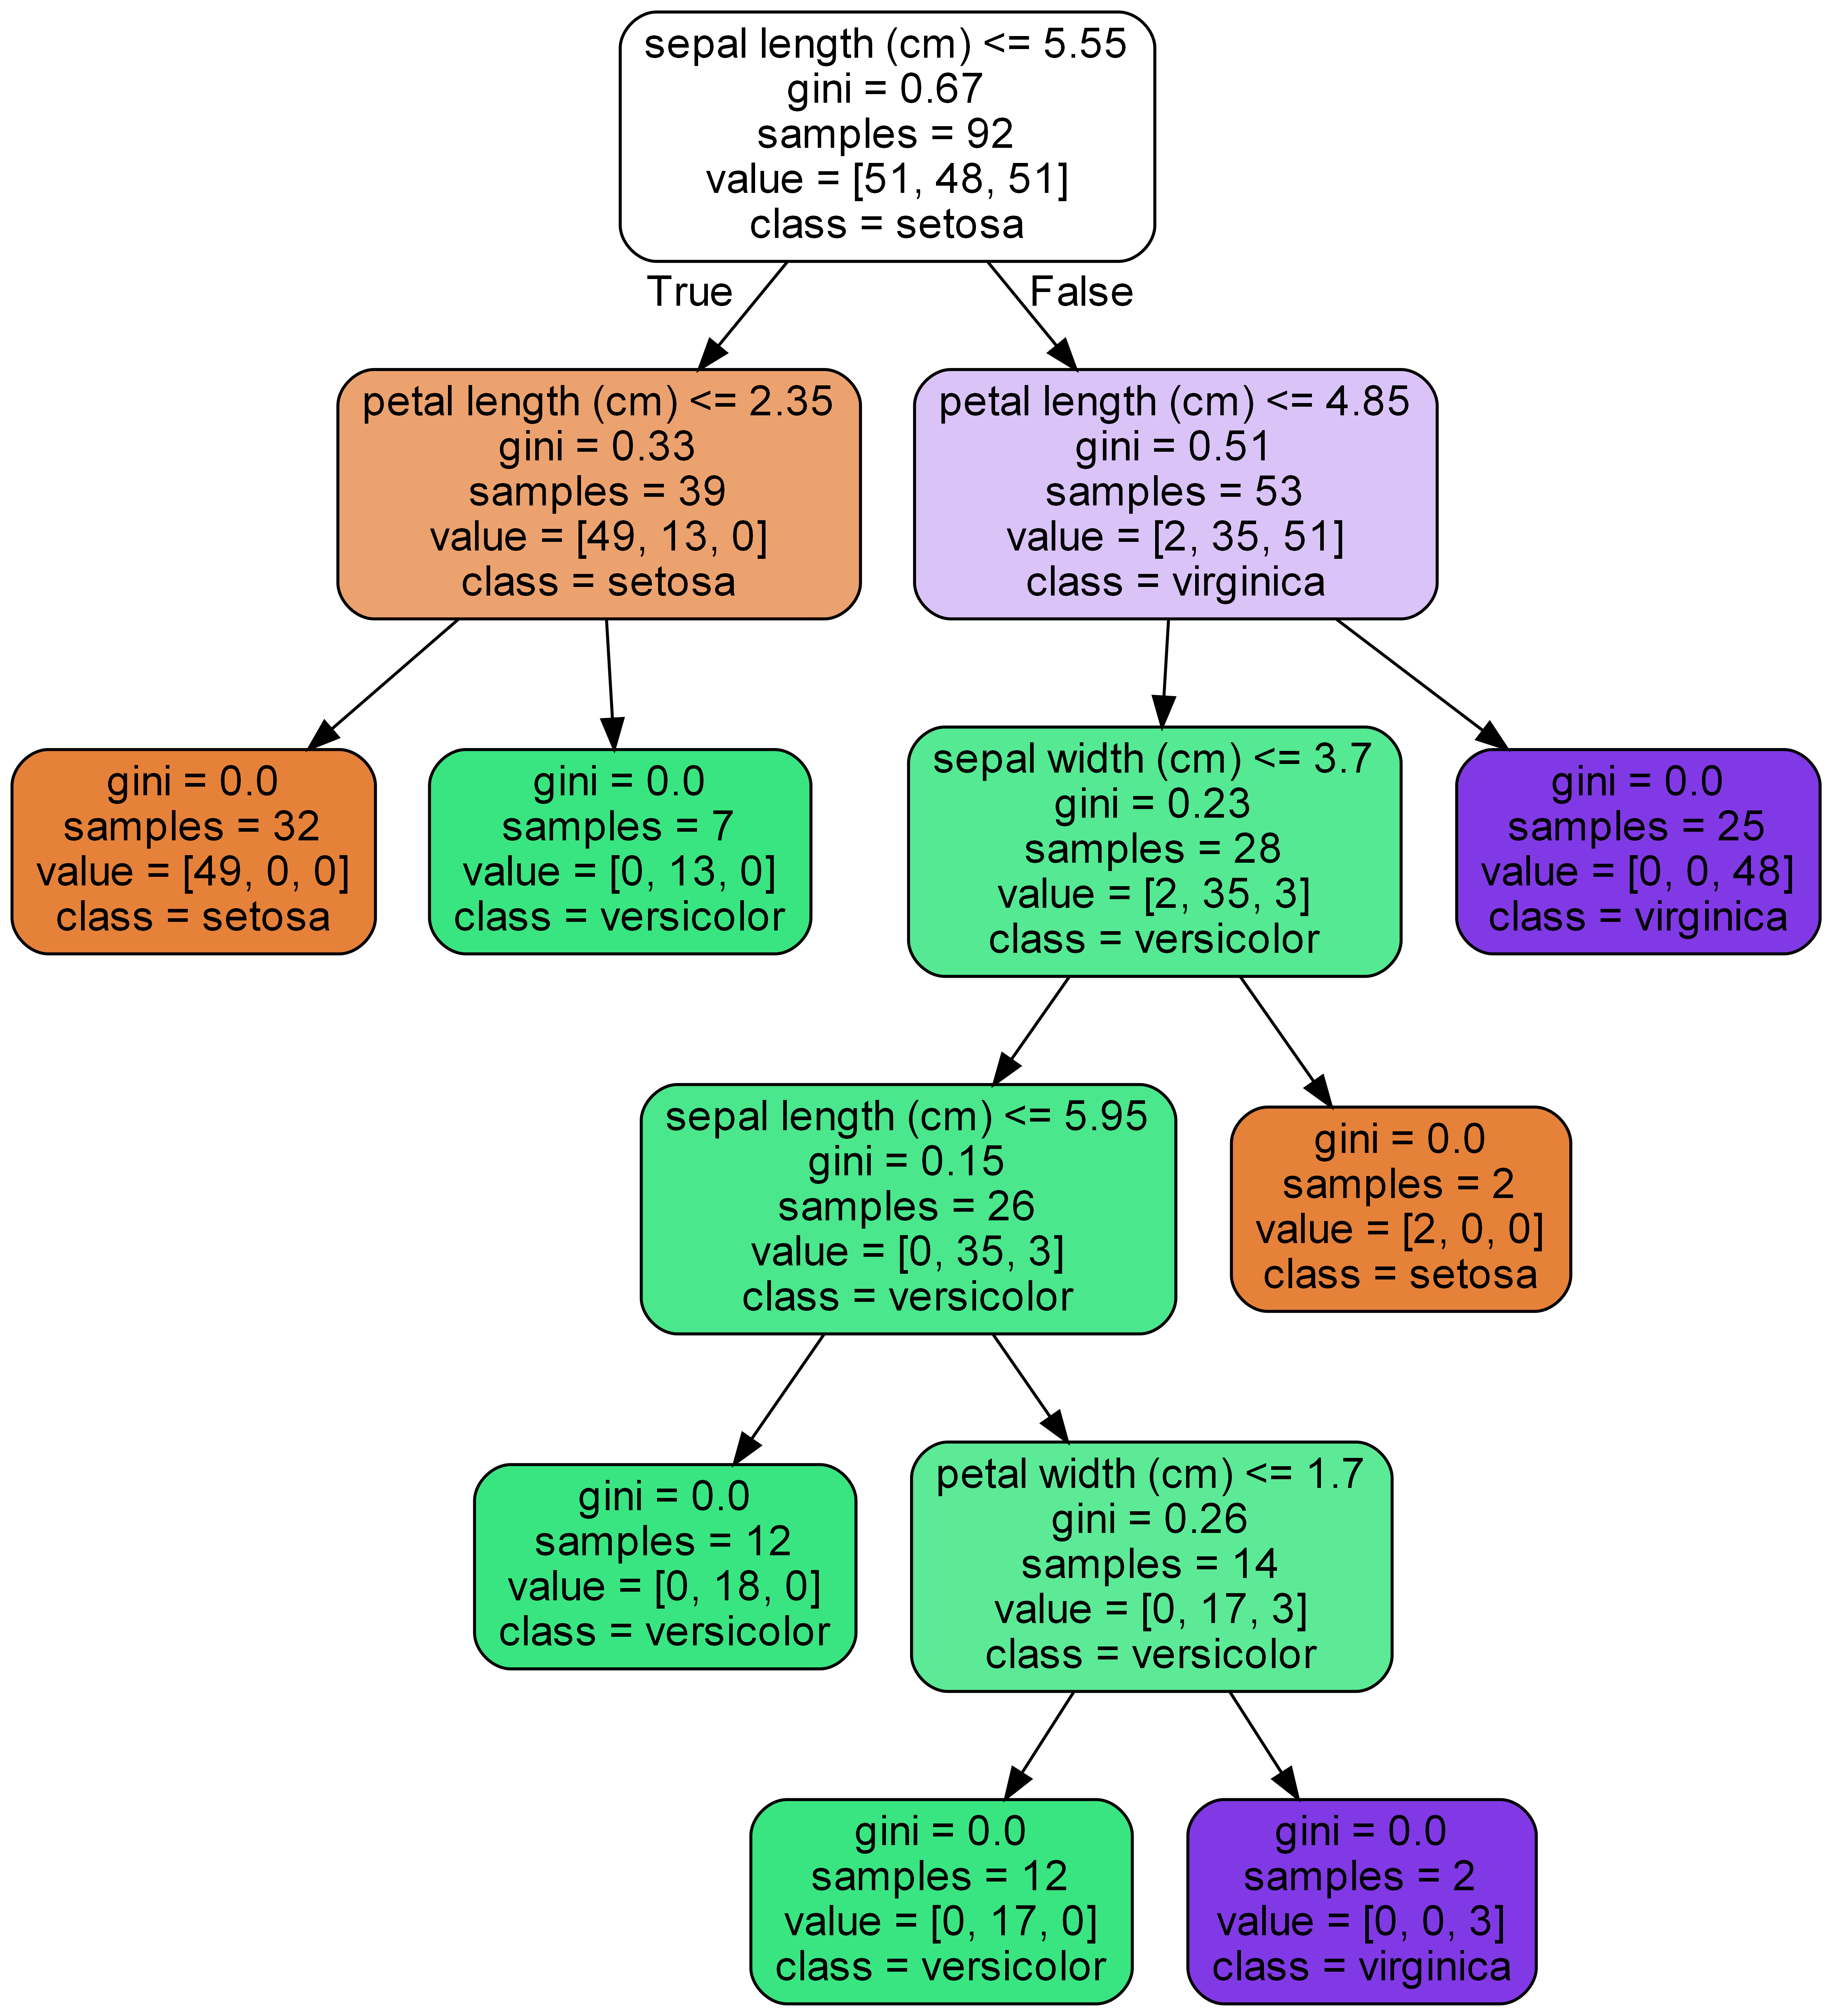 sepal length (cm) <= 5.55
gini = 0.67
samples = 92
value = [51, 48, 51]
class = setosa
True
False
petal length (cm) <= 2.35
gini = 0.33
samples = 39
value = [49, 13, 0]
class = setosa
petal length (cm) <= 4.85
gini = 0.51
samples = 53
value = [2, 35, 51]
class = virginica
gini = 0.0
samples = 32
value = [49, 0, 0]
class = setosa
gini = 0.0
samples = 7
value = [0, 13, 0]
class = versicolor
sepal width (cm) <= 3.7
gini = 0.23
samples = 28
value = [2, 35, 3]
class = versicolor
gini = 0.0
samples = 25
value = [0, 0, 48]
class = virginica
sepal length (cm) <= 5.95
gini = 0.15
samples = 26
value = [0, 35, 3]
class = versicolor
gini = 0.0
samples = 2
value = [2, 0, 0]
class = setosa
gini = 0.0
samples = 12
value = [0, 18, 0]
class = versicolor
petal width (cm) <= 1.7
gini = 0.26
samples = 14
value = [0, 17, 3]
class = versicolor
gini = 0.0
samples = 12
value = [0, 17, 0]
class = versicolor
gini = 0.0
samples = 2
value = [0, 0, 3]
class = virginica